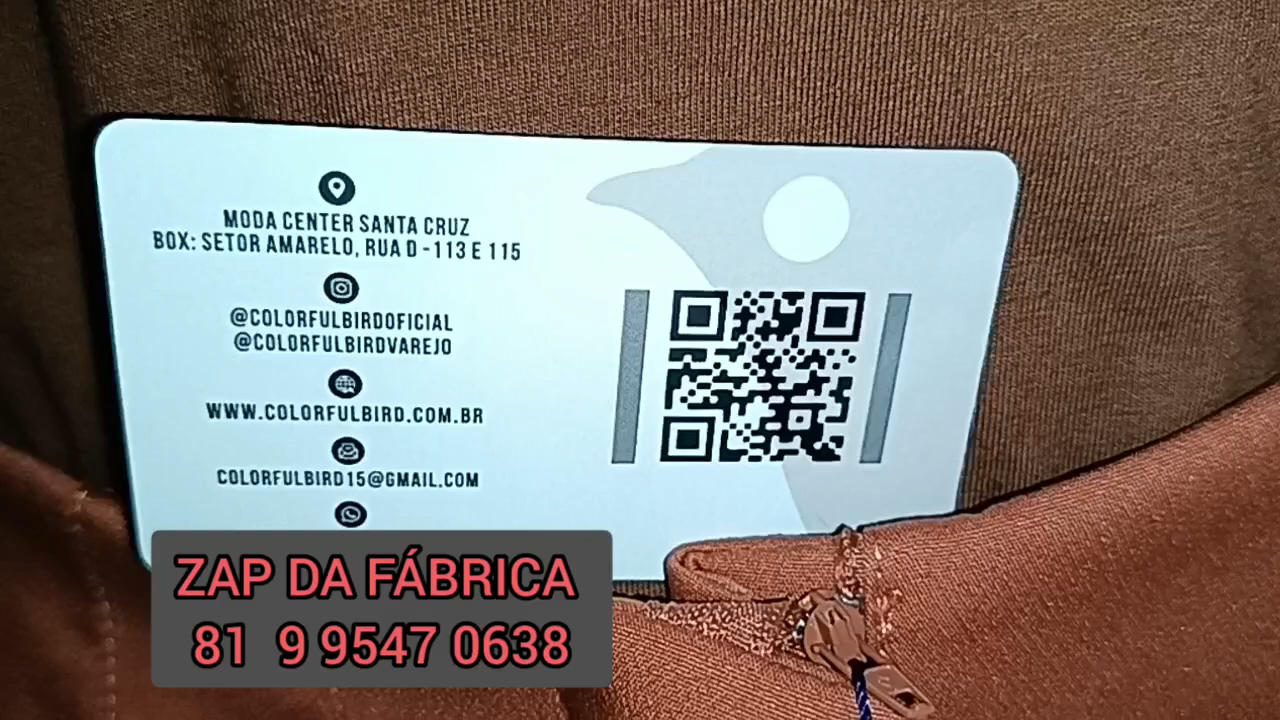 MODA CENTER SANTA CRUZ
BOX: SETOR AMARELO, RUA D - 113 E 115
@COLORFULBIRDOFICIAL
@COLORFULBIRDVAREJO
WWW.COLORFULBIRD.COM.BR
COLORFULBIRD15@GMAIL.COM
ZAP DA FÁBRICA
81 9 9547 0638